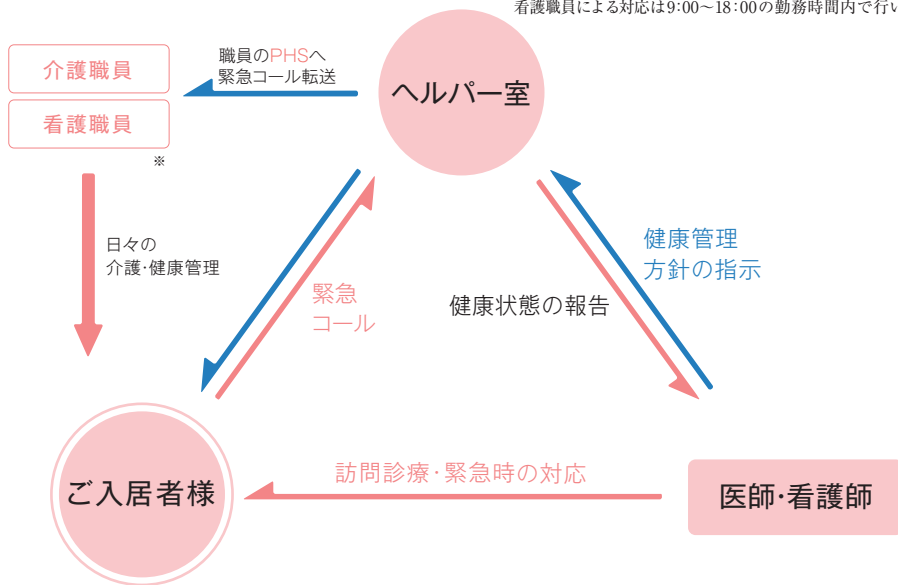 看護職員による対応は9:00〜18:00の勤務時間内で行い
介護職員
看護職員
※
職員のPHSへ
緊急コール転送
ヘルパー室
日々の
介護・健康管理
緊急
コール
健康状態の報告
健康管理
方針の指示
ご入居者様
訪問診療・緊急時の対応
医師・看護師